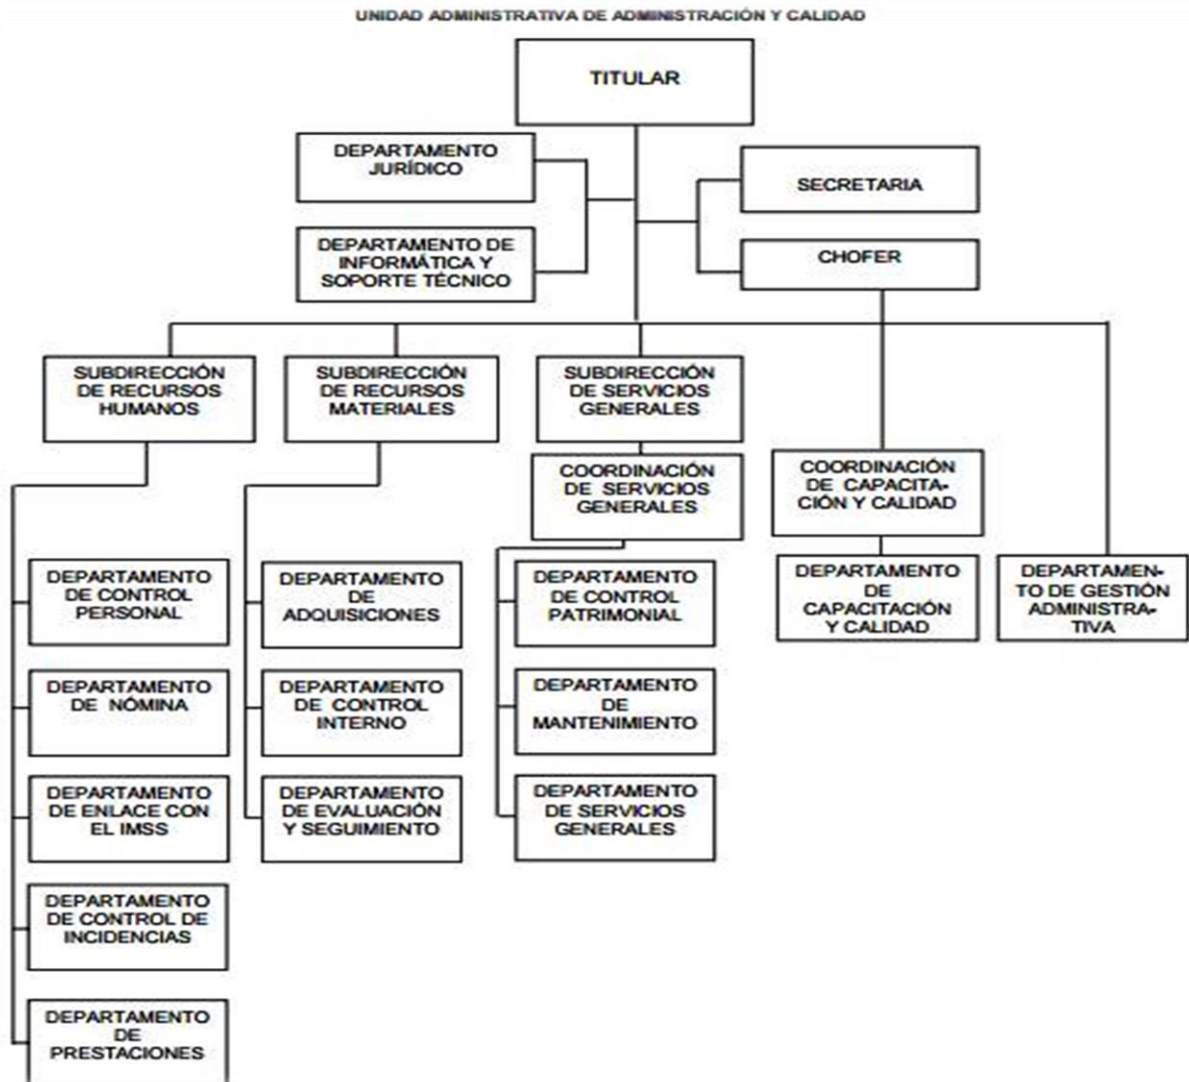 UNIDAD ADMINISTRATIVA DE ADMINISTRACIÓN Y CALIDAD
TITULAR
DEPARTAMENTO
JURÍDICO
SECRETARIA
DEPARTAMENTO DE
INFORMÁTICA Y
SOPORTE TÉCNICO
CHOFER
SUBDIRECCIÓN
DE RECURSOS
HUMANOS
SUBDIRECCIÓN
DE RECURSOS
MATERIALES
SUBDIRECCIÓN
DE SERVICIOS
GENERALES
COORDINACIÓN
DE SERVICIOS
GENERALES
COORDINACIÓN
DE CAPACITA-
CIÓN Y CALIDAD
DEPARTAMENTO
DE CONTROL
PERSONAL
DEPARTAMENTO
DE
ADQUISICIONES
DEPARTAMENTO
DE CONTROL
PATRIMONIAL
DEPARTAMENTO
DE
CAPACITACIÓN
Y CALIDAD
DEPARTAMEN-
TO DE GESTIÓN
ADMINISTRA-
TIVA
DEPARTAMENTO
DE NÓMINA
DEPARTAMENTO
DE CONTROL
INTERNO
DEPARTAMENTO
DE
MANTENIMIENTO
DEPARTAMENTO
DE ENLACE CON
EL IMSS
DEPARTAMENTO
DE EVALUACIÓN
Y SEGUIMIENTO
DEPARTAMENTO
DE SERVICIOS
GENERALES
DEPARTAMENTO
DE CONTROL DE
INCIDENCIAS
DEPARTAMENTO
DE
PRESTACIONES